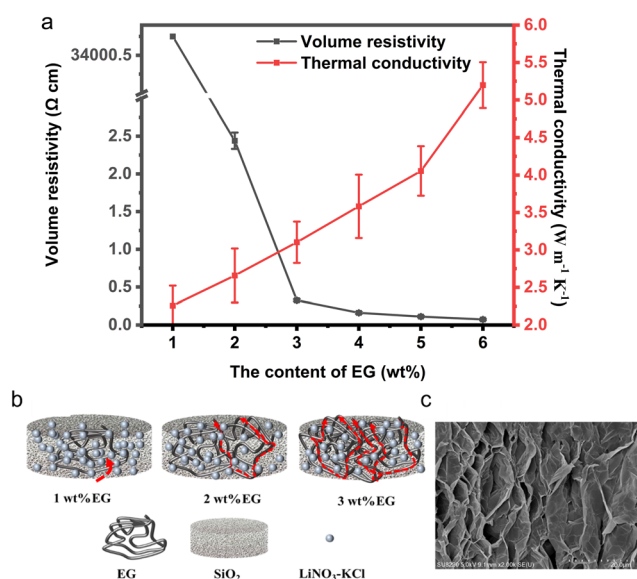 a
Volume resistivity
Thermal conductivity
Volume resistivity (Ω cm)
34000.5
2.5
1.5
1.0
0.5
0.0
6.0
5.5
5.0
4.5
4.0
3.5
3.0
2.5
2.0
Thermal conductivity (W m⁻¹ K⁻¹)
1 2 3 4 5 6
The content of EG (wt%)
b
1 wt%EG 2 wt%EG 3 wt%EG
EG SiO₂ LiNO₃-KCl
c